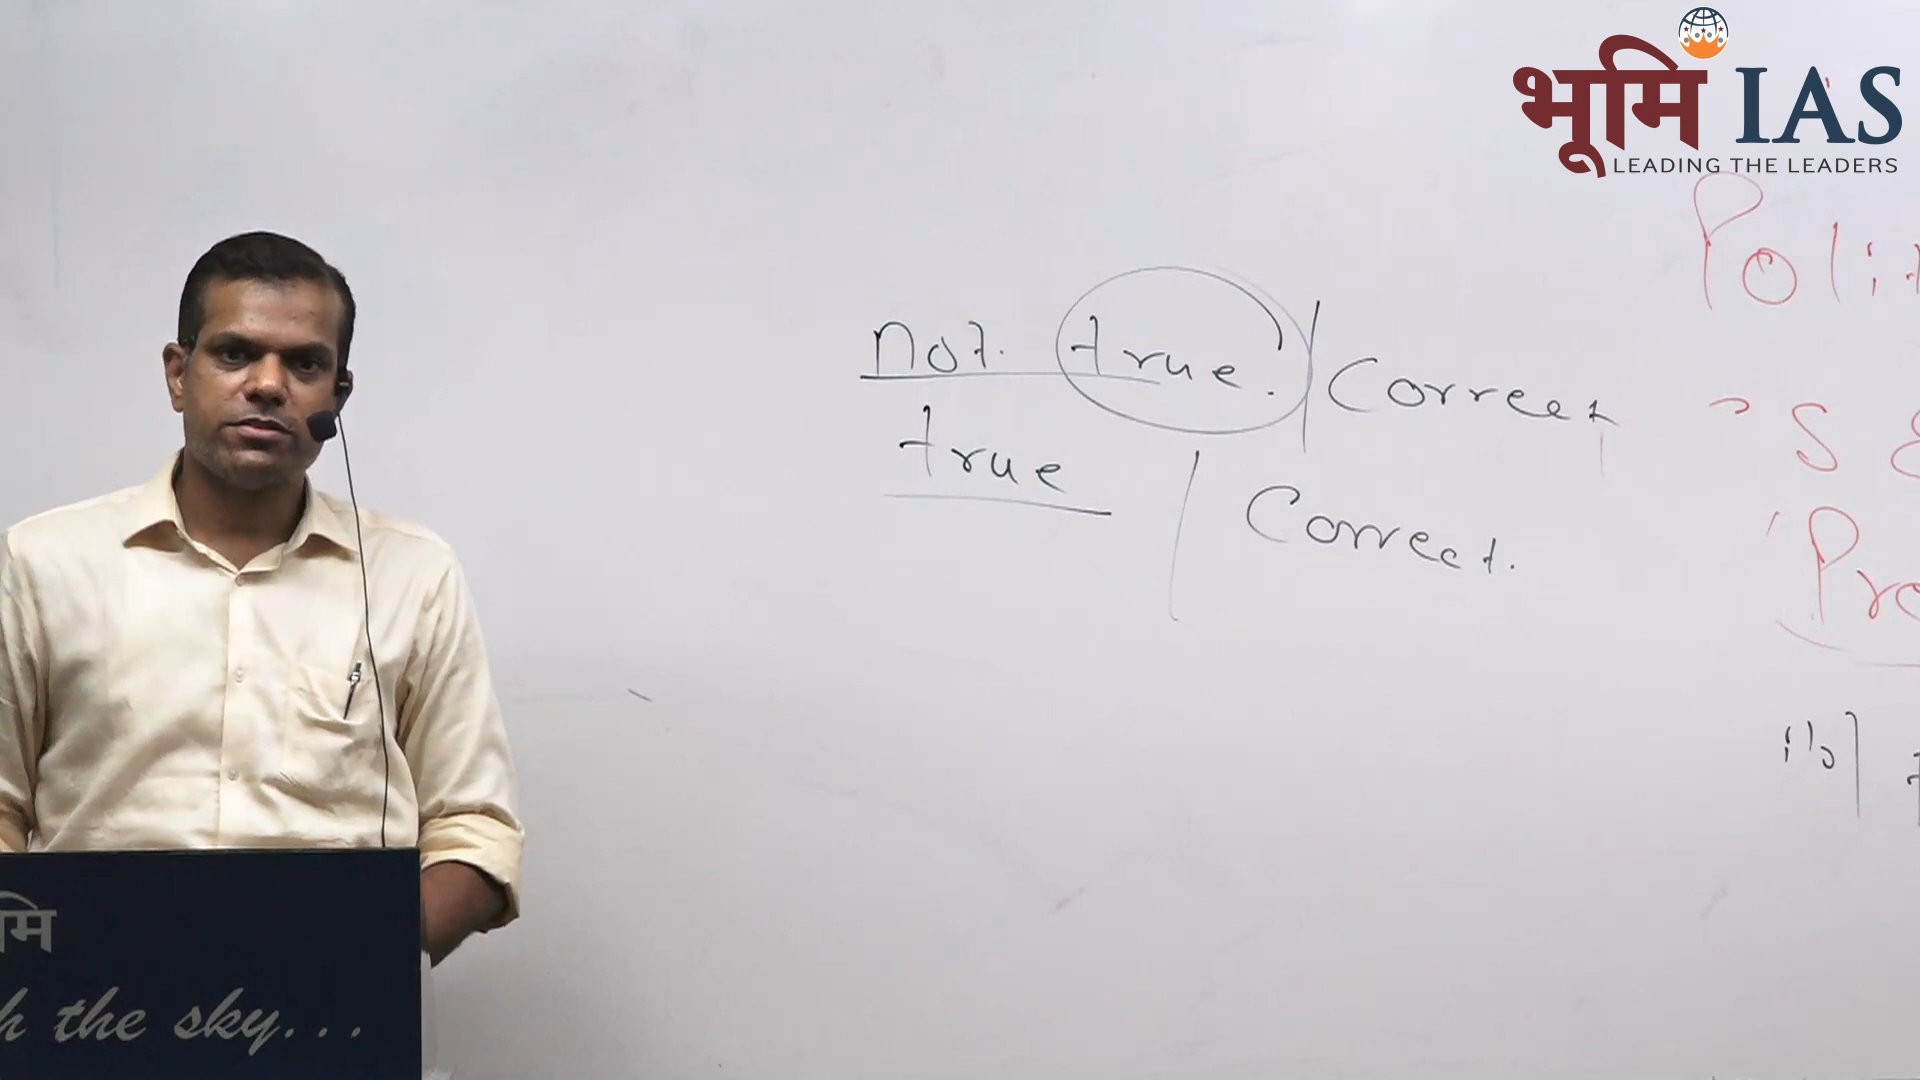 भूमि IAS
LEADING THE LEADERS
not. true. / Correct
true / Correct.
मि
the sky...